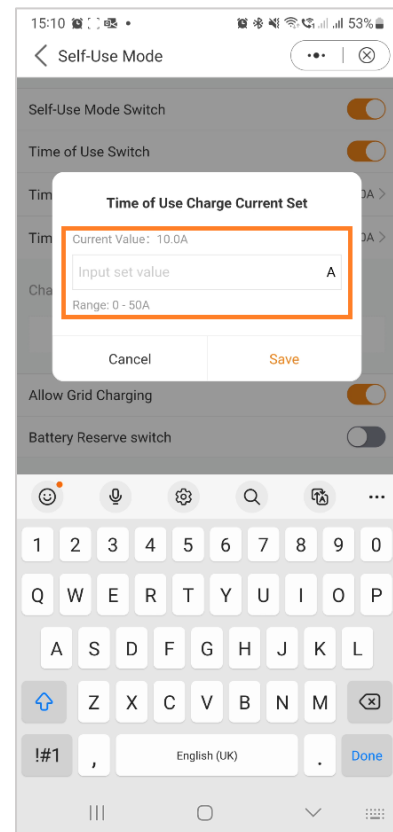 15:10 53%
Self-Use Mode
Self-Use Mode Switch
Time of Use Switch
Tim 0A >
Time of Use Charge Current Set
Current Value: 10.0A
Tim 0A >
Input set value A
Cha
Range: 0 - 50A
Cancel Save
Allow Grid Charging
Battery Reserve switch
1 2 3 4 5 6 7 8 9 0
Q W E R T Y U I O P
A S D F G H J K L
Z X C V B N M
!#1 , English (UK) . Done